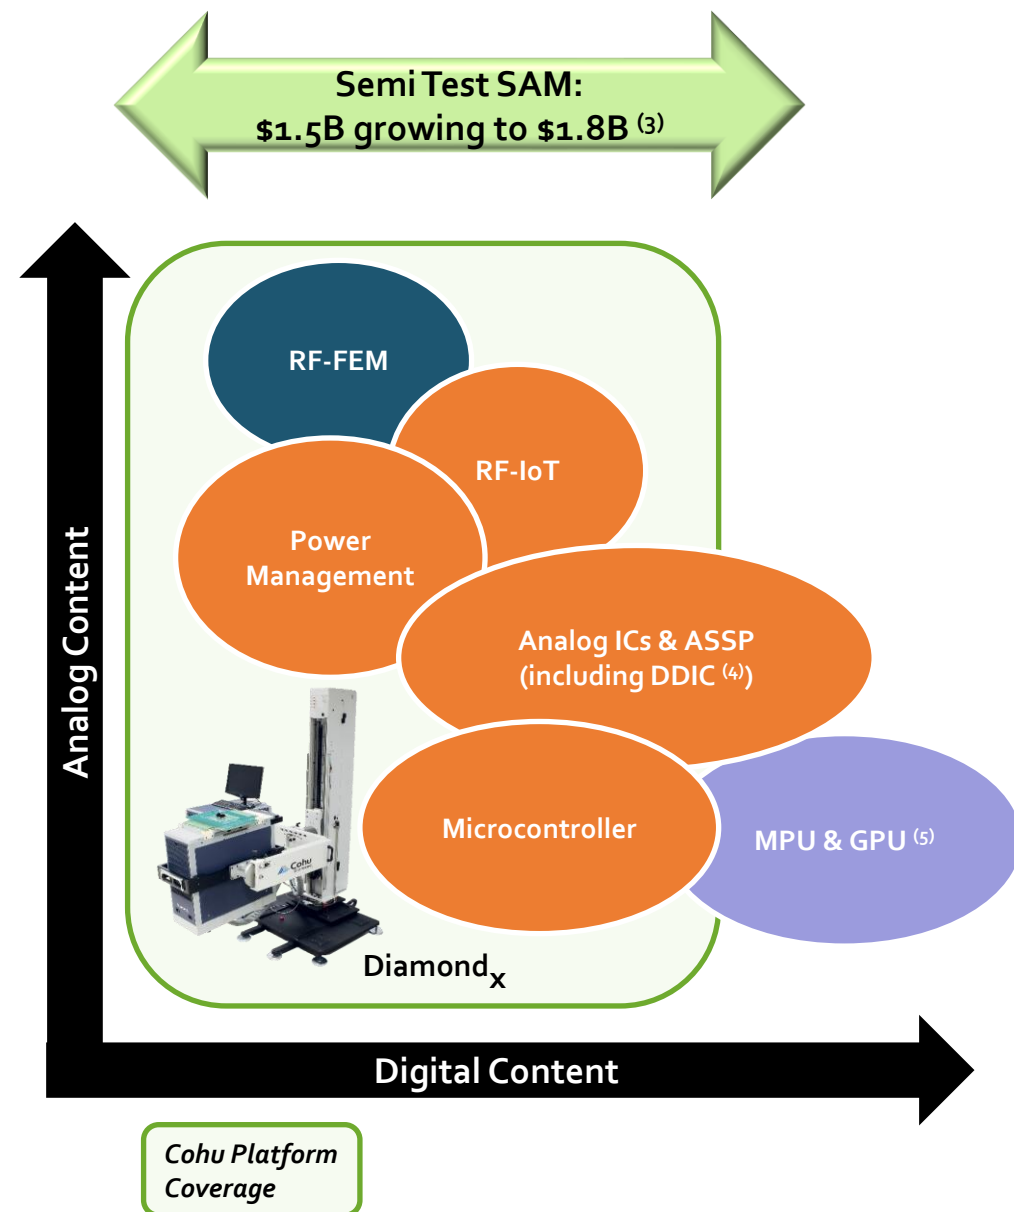 Semi Test SAM:
$1.5B growing to $1.8B (3)
Analog Content
RF-FEM
RF-IoT
Power
Management
Analog ICs & ASSP
(including DDIC (4))
Microcontroller
MPU & GPU (5)
Cohu
Diamondx
Digital Content
Cohu Platform
Coverage